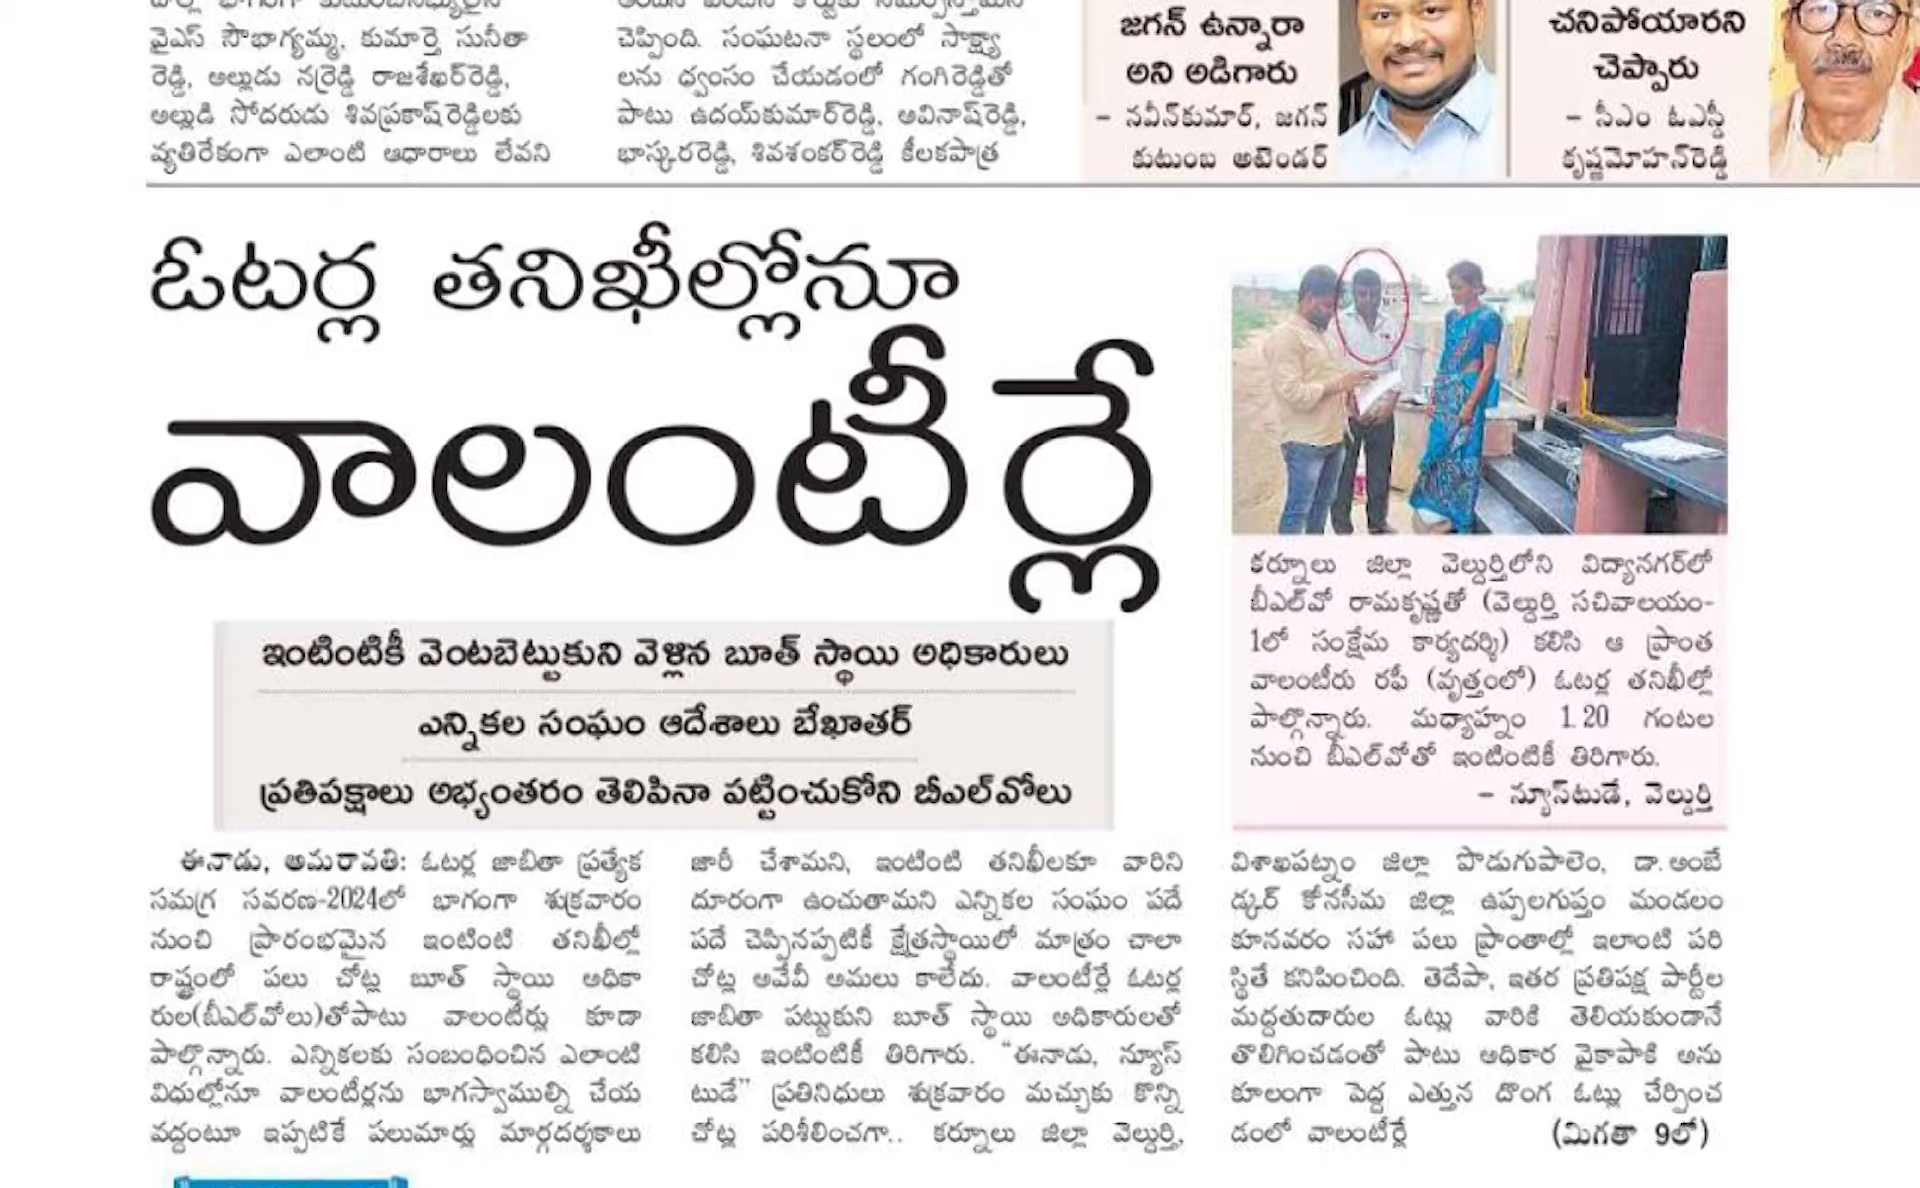 వైఎస్ సౌభాగ్యమ్మ, కుమార్తె సునీతా
రెడ్డి, అల్లుడు నర్రెడ్డి రాజశేఖర్‌రెడ్డి,
అల్లుడి సోదరుడు శివప్రకాష్‌రెడ్డిలకు
వ్యతిరేకంగా ఎలాంటి ఆధారాలు లేవని
చెప్పింది. సంఘటనా స్థలంలో సాక్ష్యా
లను ధ్వంసం చేయడంలో గంగిరెడ్డితో
పాటు ఉదయ్‌కుమార్‌రెడ్డి, అవినాష్‌రెడ్డి,
భాస్కరరెడ్డి, శివశంకర్‌రెడ్డి కీలకపాత్ర
జగన్ ఉన్నారా
అని అడిగారు
– నవీన్‌కుమార్, జగన్
కుటుంబ అటెండర్
చనిపోయారని
చెప్పారు
– సీఎం ఓఎస్డీ
కృష్ణమోహన్‌రెడ్డి
ఓటర్ల తనిఖీల్లోనూ
వాలంటీర్లే
ఇంటింటికీ వెంటబెట్టుకుని వెళ్లిన బూత్ స్థాయి అధికారులు
ఎన్నికల సంఘం ఆదేశాలు బేఖాతర్
ప్రతిపక్షాలు అభ్యంతరం తెలిపినా పట్టించుకోని బీఎల్‌వోలు
కర్నూలు జిల్లా వెల్దుర్తిలోని విద్యానగర్‌లో
బీఎల్‌వో రామకృష్ణతో (వెల్దుర్తి సచివాలయం-
1లో సంక్షేమ కార్యదర్శి) కలిసి ఆ ప్రాంత
వాలంటీరు రఫీ (వృత్తంలో) ఓటర్ల తనిఖీల్లో
పాల్గొన్నారు. మధ్యాహ్నం 1.20 గంటల
నుంచి బీఎల్‌వోతో ఇంటింటికీ తిరిగారు.
– న్యూస్‌టుడే, వెల్దుర్తి
ఈనాడు, అమరావతి: ఓటర్ల జాబితా ప్రత్యేక
సమగ్ర సవరణ-2024లో భాగంగా శుక్రవారం
నుంచి ప్రారంభమైన ఇంటింటి తనిఖీల్లో
రాష్ట్రంలో పలు చోట్ల బూత్ స్థాయి అధికా
రుల(బీఎల్‌వోలు)తోపాటు వాలంటీర్లు కూడా
పాల్గొన్నారు. ఎన్నికలకు సంబంధించిన ఎలాంటి
విధుల్లోనూ వాలంటీర్లను భాగస్వాముల్ని చేయ
వద్దంటూ ఇప్పటికే పలుమార్లు మార్గదర్శకాలు
జారీ చేశామని, ఇంటింటి తనిఖీలకూ వారిని
దూరంగా ఉంచుతామని ఎన్నికల సంఘం పదే
పదే చెప్పినప్పటికీ క్షేత్రస్థాయిలో మాత్రం చాలా
చోట్ల అవేవీ అమలు కాలేదు. వాలంటీర్లే ఓటర్ల
జాబితా పట్టుకుని బూత్ స్థాయి అధికారులతో
కలిసి ఇంటింటికీ తిరిగారు. “ఈనాడు, న్యూస్
టుడే” ప్రతినిధులు శుక్రవారం మచ్చుకు కొన్ని
చోట్ల పరిశీలించగా.. కర్నూలు జిల్లా వెల్దుర్తి,
విశాఖపట్నం జిల్లా పొడుగుపాలెం, డా.అంబే
డ్కర్ కోనసీమ జిల్లా ఉప్పలగుప్తం మండలం
కూనవరం సహా పలు ప్రాంతాల్లో ఇలాంటి పరి
స్థితే కనిపించింది. తెదేపా, ఇతర ప్రతిపక్ష పార్టీల
మద్దతుదారుల ఓట్లు వారికి తెలియకుండానే
తొలిగించడంతో పాటు అధికార వైకాపాకి అను
కూలంగా పెద్ద ఎత్తున దొంగ ఓట్లు చేర్పించ
డంలో వాలంటీర్లే (మిగతా 9లో)